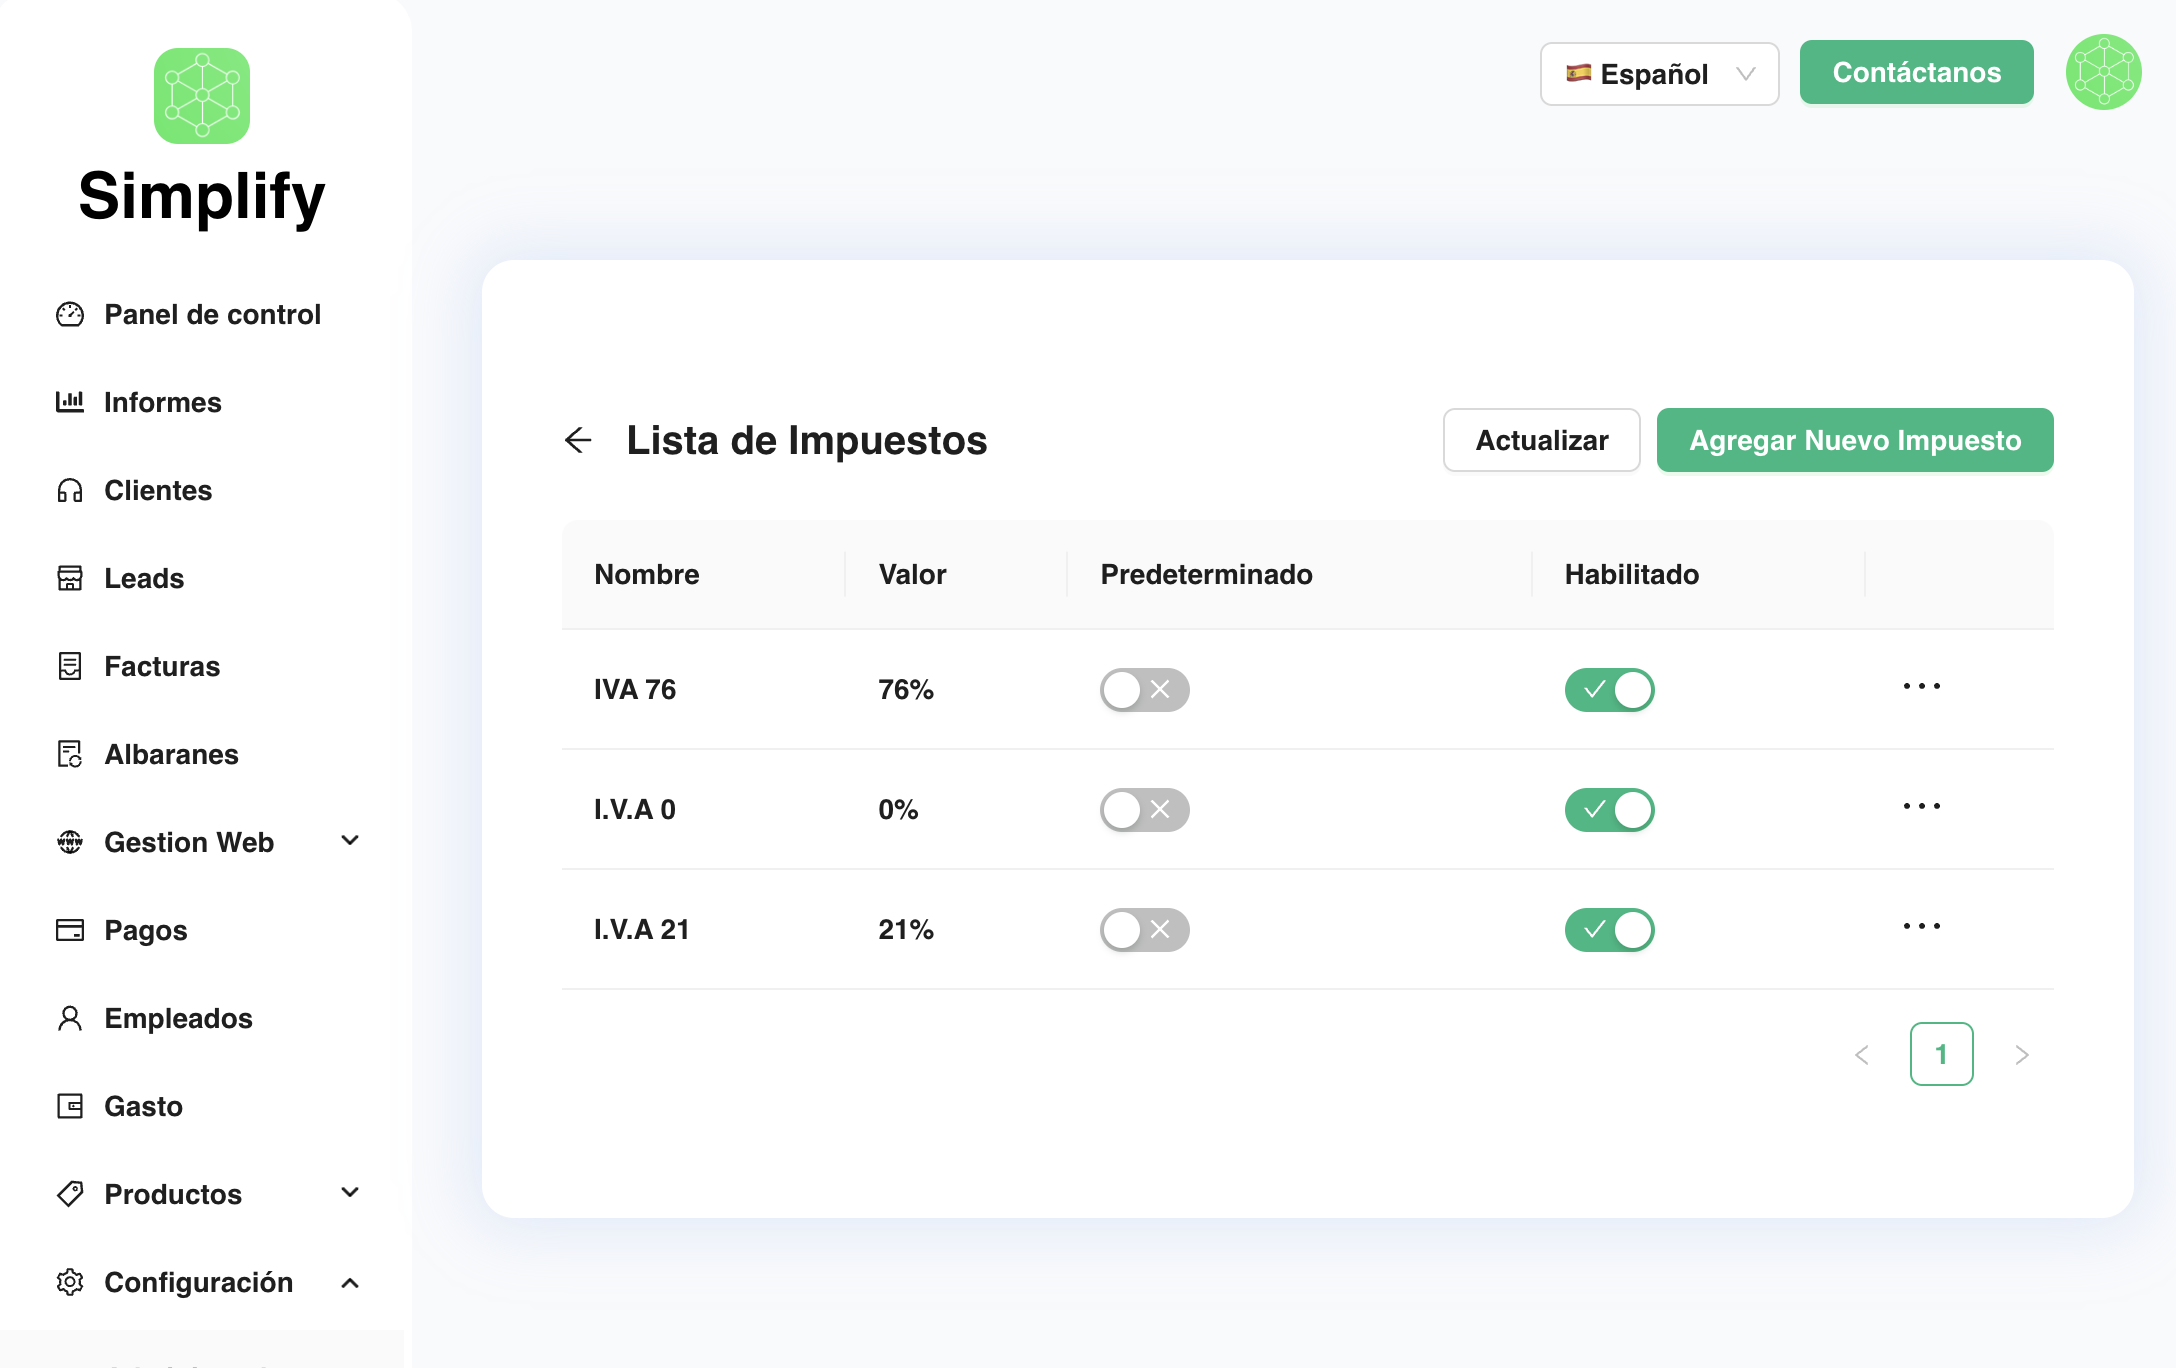 Simplify
Panel de control
Informes
Clientes
Leads
Facturas
Albaranes
Gestion Web
Pagos
Empleados
Gasto
Productos
Configuración
Español
Contáctanos
Lista de Impuestos
Actualizar
Agregar Nuevo Impuesto
Nombre Valor Predeterminado Habilitado
IVA 76 76%
I.V.A 0 0%
I.V.A 21 21%
1